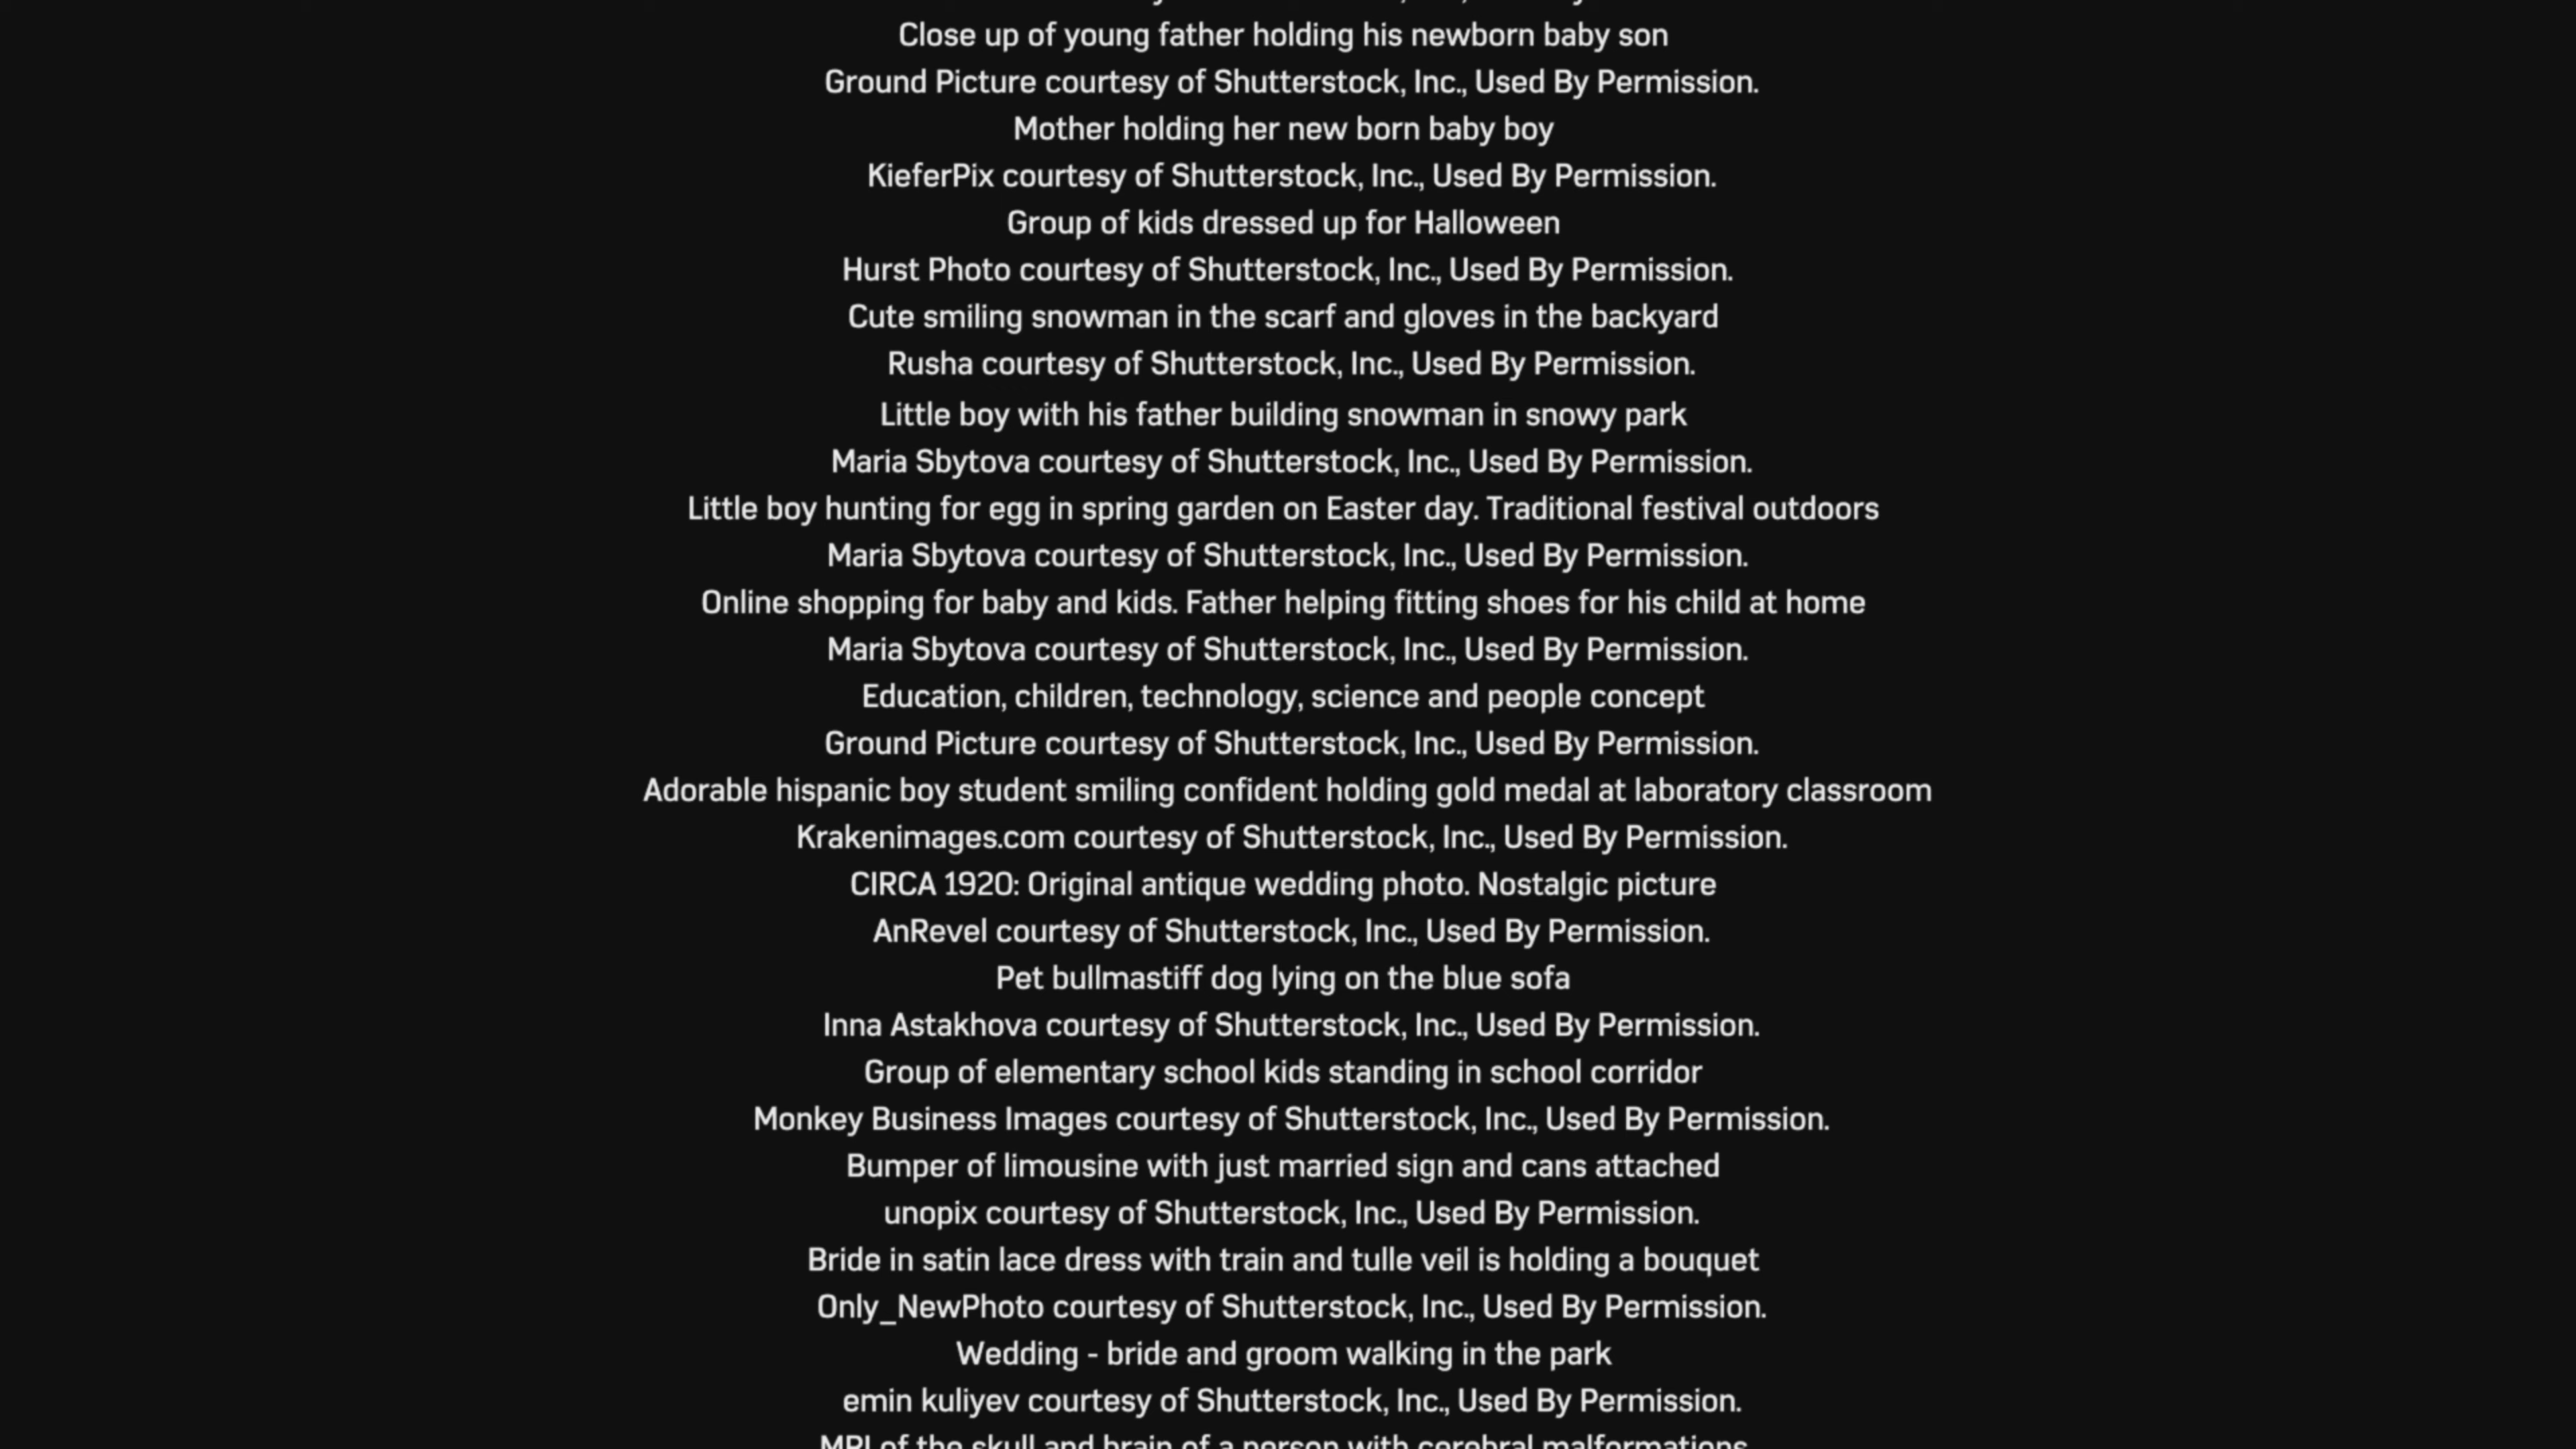 Close up of young father holding his newborn baby son
Ground Picture courtesy of Shutterstock, Inc., Used By Permission.
Mother holding her new born baby boy
KieferPix courtesy of Shutterstock, Inc., Used By Permission.
Group of kids dressed up for Halloween
Hurst Photo courtesy of Shutterstock, Inc., Used By Permission.
Cute smiling snowman in the scarf and gloves in the backyard
Rusha courtesy of Shutterstock, Inc., Used By Permission.
Little boy with his father building snowman in snowy park
Maria Sbytova courtesy of Shutterstock, Inc., Used By Permission.
Little boy hunting for egg in spring garden on Easter day. Traditional festival outdoors
Maria Sbytova courtesy of Shutterstock, Inc., Used By Permission.
Online shopping for baby and kids. Father helping fitting shoes for his child at home
Maria Sbytova courtesy of Shutterstock, Inc., Used By Permission.
Education, children, technology, science and people concept
Ground Picture courtesy of Shutterstock, Inc., Used By Permission.
Adorable hispanic boy student smiling confident holding gold medal at laboratory classroom
Krakenimages.com courtesy of Shutterstock, Inc., Used By Permission.
CIRCA 1920: Original antique wedding photo. Nostalgic picture
AnRevel courtesy of Shutterstock, Inc., Used By Permission.
Pet bullmastiff dog lying on the blue sofa
Inna Astakhova courtesy of Shutterstock, Inc., Used By Permission.
Group of elementary school kids standing in school corridor
Monkey Business Images courtesy of Shutterstock, Inc., Used By Permission.
Bumper of limousine with just married sign and cans attached
unopix courtesy of Shutterstock, Inc., Used By Permission.
Bride in satin lace dress with train and tulle veil is holding a bouquet
Only_NewPhoto courtesy of Shutterstock, Inc., Used By Permission.
Wedding - bride and groom walking in the park
emin kuliyev courtesy of Shutterstock, Inc., Used By Permission.
MRI of the skull and brain of a person with cerebral malformations